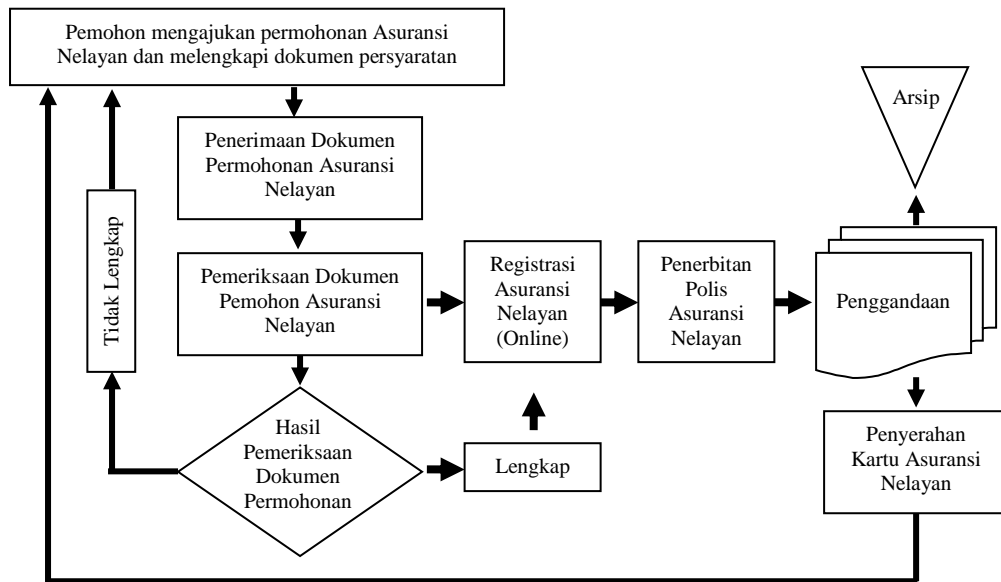 Pemohon mengajukan permohonan Asuransi
Nelayan dan melengkapi dokumen persyaratan
Arsip
Penerimaan Dokumen
Permohonan Asuransi
Nelayan
Tidak Lengkap
Pemeriksaan Dokumen
Pemohon Asuransi
Nelayan
Registrasi
Asuransi
Nelayan
(Online)
Penerbitan
Polis
Asuransi
Nelayan
Penggandaan
Hasil
Pemeriksaan
Dokumen
Permohonan
Lengkap
Penyerahan
Kartu Asuransi
Nelayan